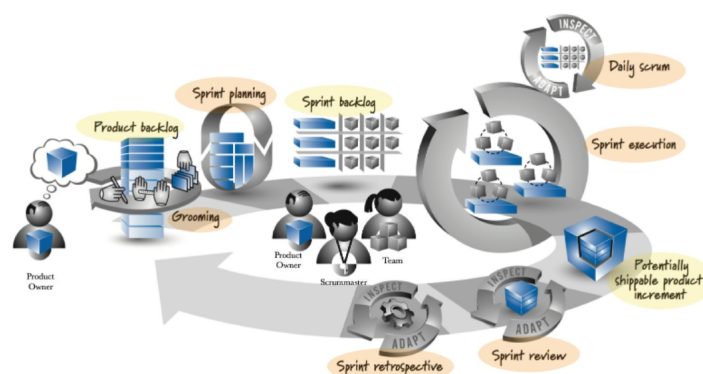 INSPECT
ADAPT
Daily scrum
Sprint planning
Sprint backlog
Product backlog
Sprint execution
Grooming
Product
Owner
Product
Owner
Scrummaster
Team
Potentially
shippable product
increment
INSPECT
ADAPT
Sprint retrospective
INSPECT
ADAPT
Sprint review